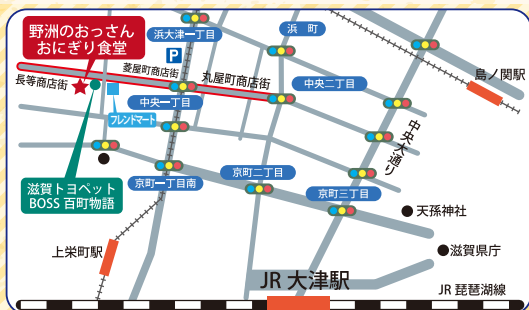 野洲のおっさん
おにぎり食堂
浜大津一丁目
浜 町
P
島ノ関駅
菱屋町商店街
丸屋町商店街
長等商店街
中央二丁目
フレンドマート
中央一丁目
中央大通り
滋賀トヨペット
BOSS 百町物語
京町一丁目南
京町二丁目
京町三丁目
天孫神社
上栄町駅
滋賀県庁
JR 大津駅
JR 琵琶湖線